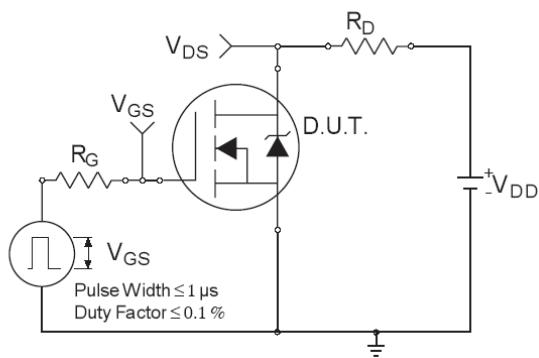 RD
VDS
VGS
D.U.T.
RG
+
-
VDD
VGS
Pulse Width ≤ 1 µs
Duty Factor ≤ 0.1 %